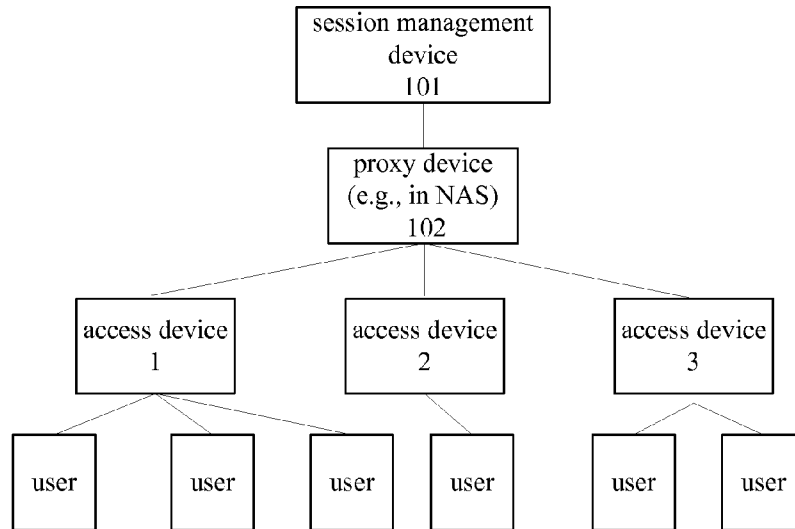 session management
device
101
proxy device
(e.g., in NAS)
102
access device
1
access device
2
access device
3
user
user
user
user
user
user